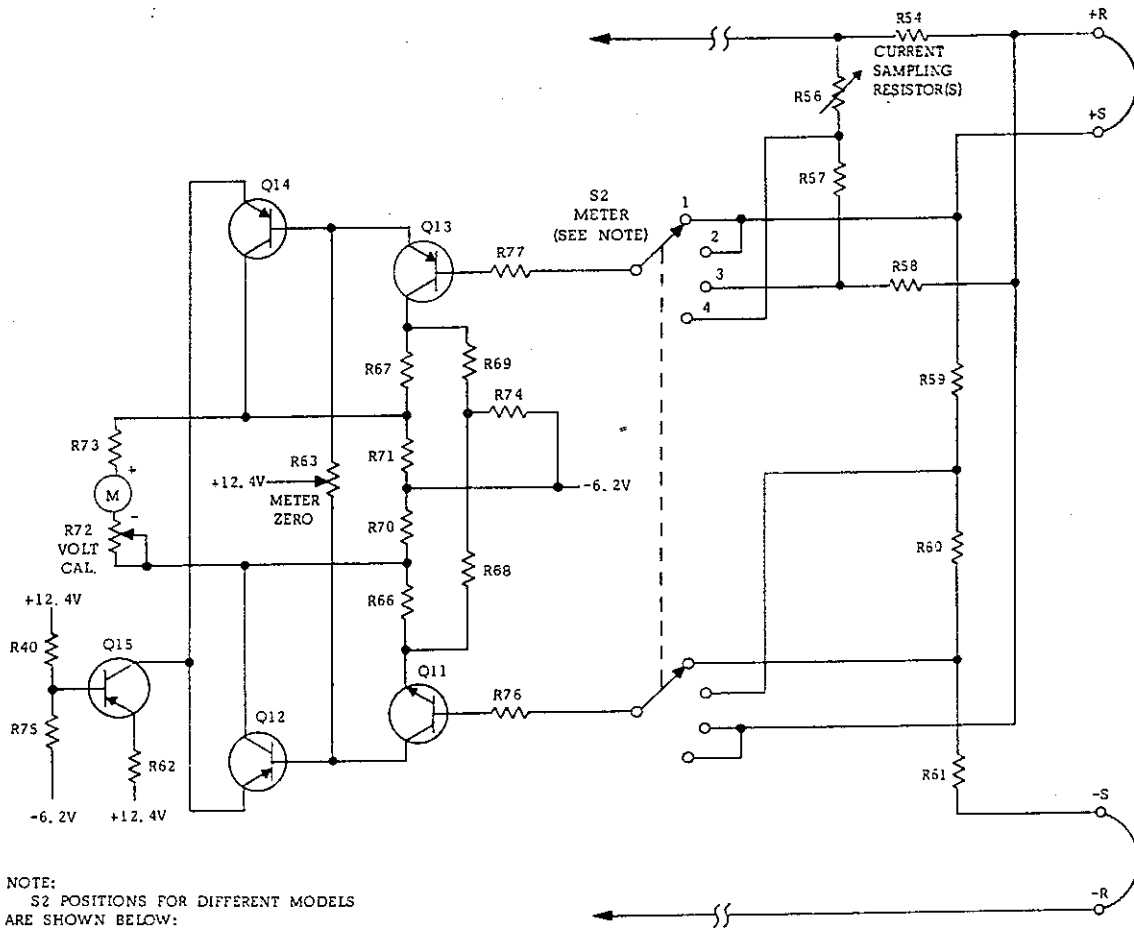 R54
+R
CURRENT
SAMPLING
RESISTOR(S)
R56
+S
R57
Q14
S2
METER
(SEE NOTE)
1
2
3
4
Q13
R77
R58
R69
R67
R59
R74
R73
+
R63
R71
+12.4V
-6.2V
M
METER
ZERO
-
R72
VOLT
CAL.
R70
R60
R68
R66
+12.4V
R40
Q15
Q11
R76
R75
Q12
R62
R61
-6.2V
+12.4V
-S
NOTE:
S2 POSITIONS FOR DIFFERENT MODELS
ARE SHOWN BELOW:
-R